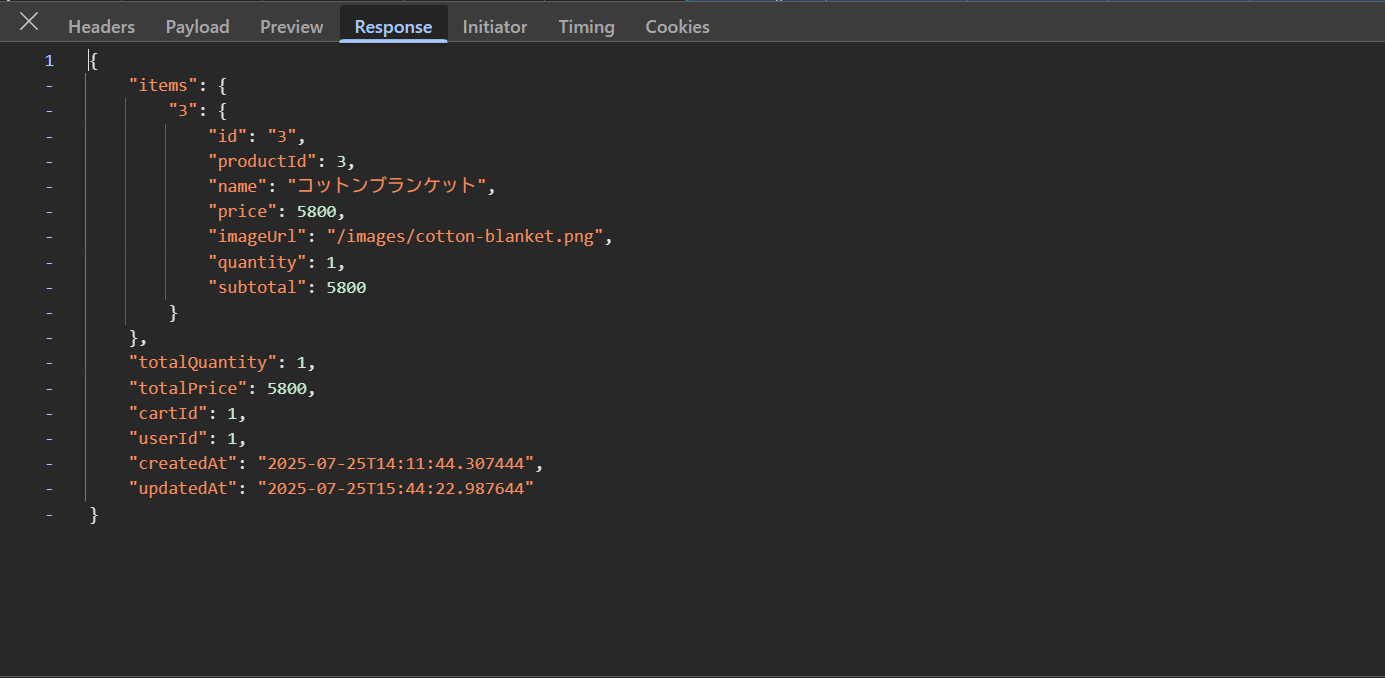 Headers Payload Preview Response Initiator Timing Cookies
1 {
- "items": {
- "3": {
- "id": "3",
- "productId": 3,
- "name": "コットンブランケット",
- "price": 5800,
- "imageUrl": "/images/cotton-blanket.png",
- "quantity": 1,
- "subtotal": 5800
- }
- },
- "totalQuantity": 1,
- "totalPrice": 5800,
- "cartId": 1,
- "userId": 1,
- "createdAt": "2025-07-25T14:11:44.307444",
- "updatedAt": "2025-07-25T15:44:22.987644"
- }